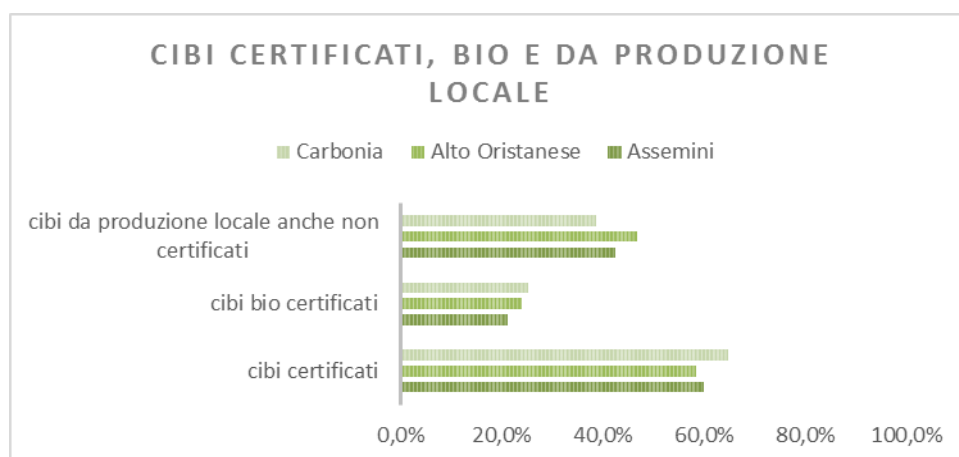 CIBI CERTIFICATI, BIO E DA PRODUZIONE
LOCALE
Carbonia Alto Oristanese Assemini
cibi da produzione locale anche non
certificati
cibi bio certificati
cibi certificati
0,0% 20,0% 40,0% 60,0% 80,0% 100,0%